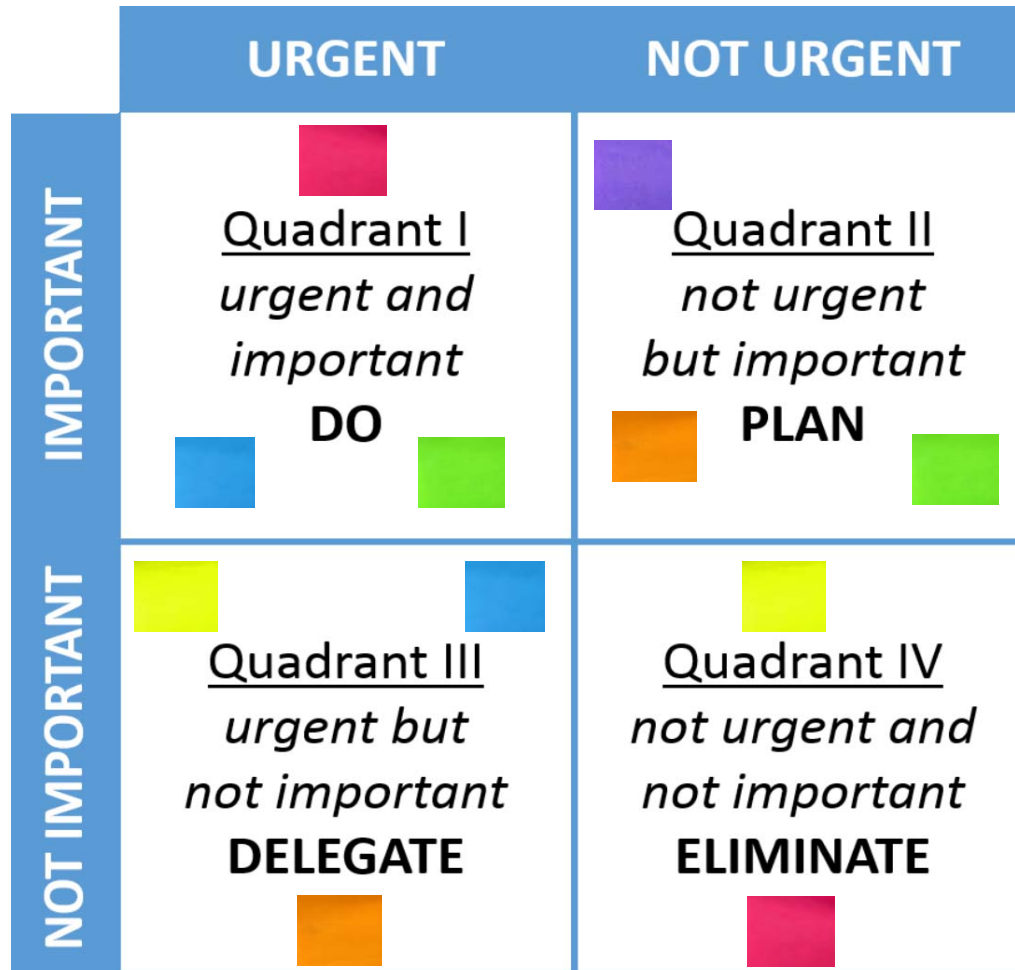 URGENT
NOT URGENT
IMPORTANT
Quadrant I
urgent and
important
DO
Quadrant II
not urgent
but important
PLAN
NOT IMPORTANT
Quadrant III
urgent but
not important
DELEGATE
Quadrant IV
not urgent and
not important
ELIMINATE